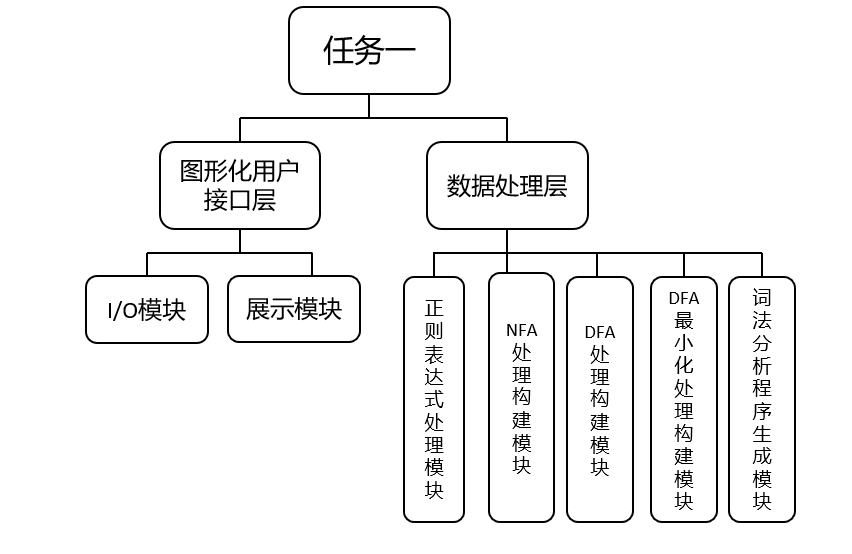 任务一
图形化用户
接口层
数据处理层
I/O模块
展示模块
正则表达式处理模块
NFA
处理构建模块
DFA
处理构建模块
DFA
最小化处理构建模块
词法分析程序生成模块